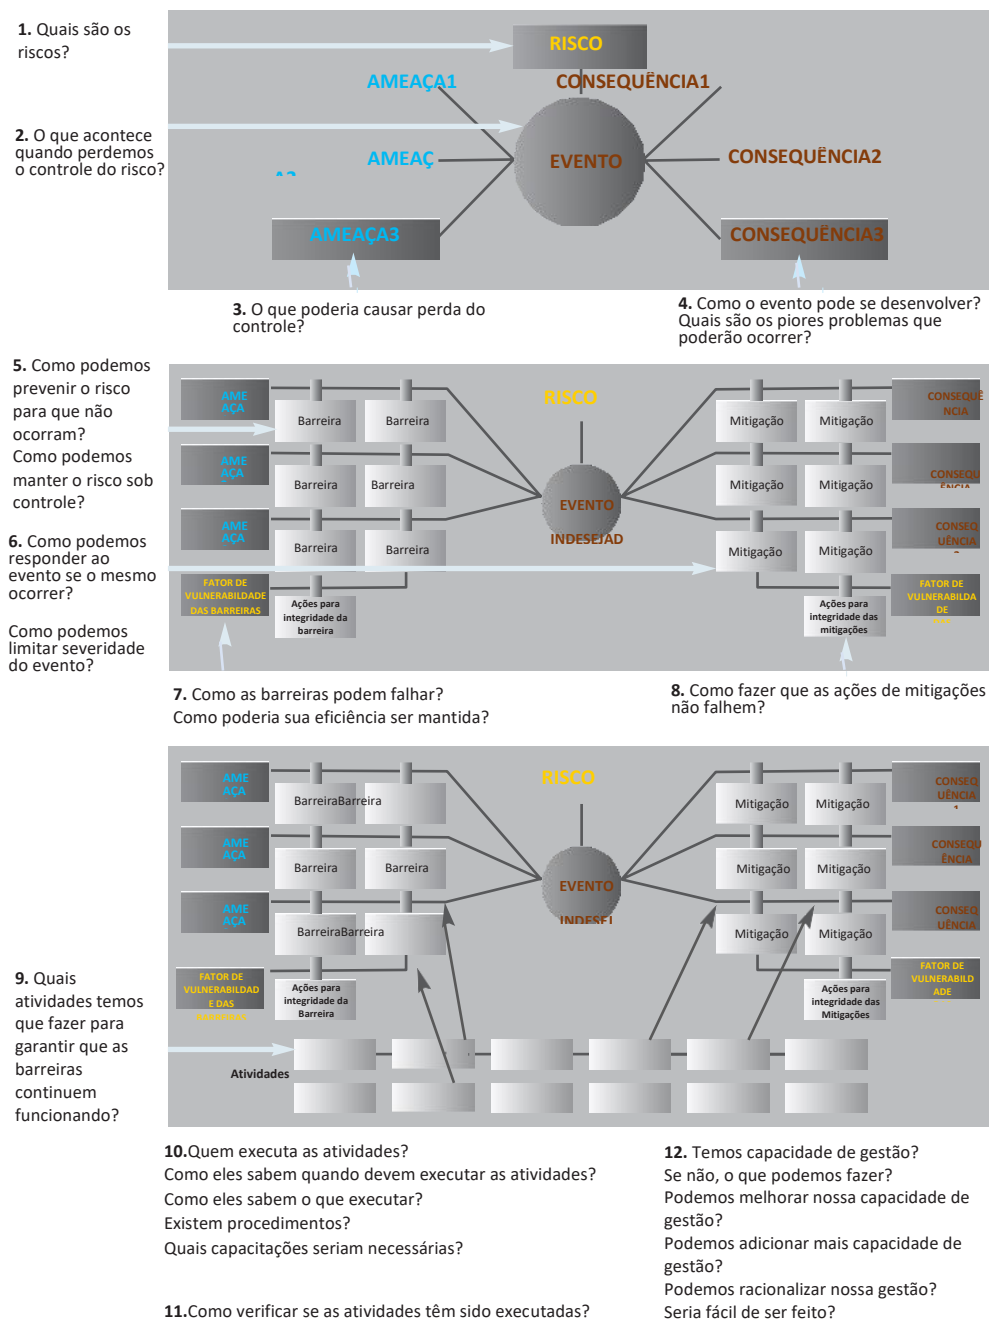 1. Quais são os
riscos?
RISCO
AMEAÇA1
CONSEQUÊNCIA1
2. O que acontece
quando perdemos
o controle do risco?
AMEAÇ
EVENTO
CONSEQUÊNCIA2
AMEAÇA3
CONSEQUÊNCIA3
3. O que poderia causar perda do
controle?
4. Como o evento pode se desenvolver?
Quais são os piores problemas que
poderão ocorrer?
5. Como podemos
prevenir o risco
para que não
ocorram?
Como podemos
manter o risco sob
controle?
6. Como podemos
responder ao
evento se o mesmo
ocorrer?
Como podemos
limitar severidade
do evento?
AME
AÇA
Barreira
Barreira
RISCO
Mitigação
Mitigação
CONSEQUÊ
NCIA
AME
AÇA
Barreira
Barreira
EVENTO
INDESEJAD
Mitigação
Mitigação
CONSEQU
ÊNCIA
AME
AÇA
Barreira
Barreira
Mitigação
Mitigação
CONSEQ
UÊNCIA
FATOR DE
VULNERABILDADE
DAS BARREIRAS
Ações para
integridade da
barreira
Ações para
integridade das
mitigações
FATOR DE
VULNERABILDA
DE
7. Como as barreiras podem falhar?
Como poderia sua eficiência ser mantida?
8. Como fazer que as ações de mitigações
não falhem?
AME
AÇA
BarreiraBarreira
RISCO
Mitigação
Mitigação
CONSEQ
UÊNCIA
AME
AÇA
Barreira
Barreira
EVENTO
INDESEJ
Mitigação
Mitigação
CONSEQU
ÊNCIA
AME
AÇA
BarreiraBarreira
Mitigação
Mitigação
CONSEQ
UÊNCIA
FATOR DE
VULNERABILDAD
E DAS
BARREIRAS
Ações para
integridade da
Barreira
Ações para
integridade das
Mitigações
FATOR DE
VULNERABILD
ADE
9. Quais
atividades temos
que fazer para
garantir que as
barreiras
continuem
funcionando?
Atividades
10.Quem executa as atividades?
Como eles sabem quando devem executar as atividades?
Como eles sabem o que executar?
Existem procedimentos?
Quais capacitações seriam necessárias?
11.Como verificar se as atividades têm sido executadas?
12. Temos capacidade de gestão?
Se não, o que podemos fazer?
Podemos melhorar nossa capacidade de
gestão?
Podemos adicionar mais capacidade de
gestão?
Podemos racionalizar nossa gestão?
Seria fácil de ser feito?